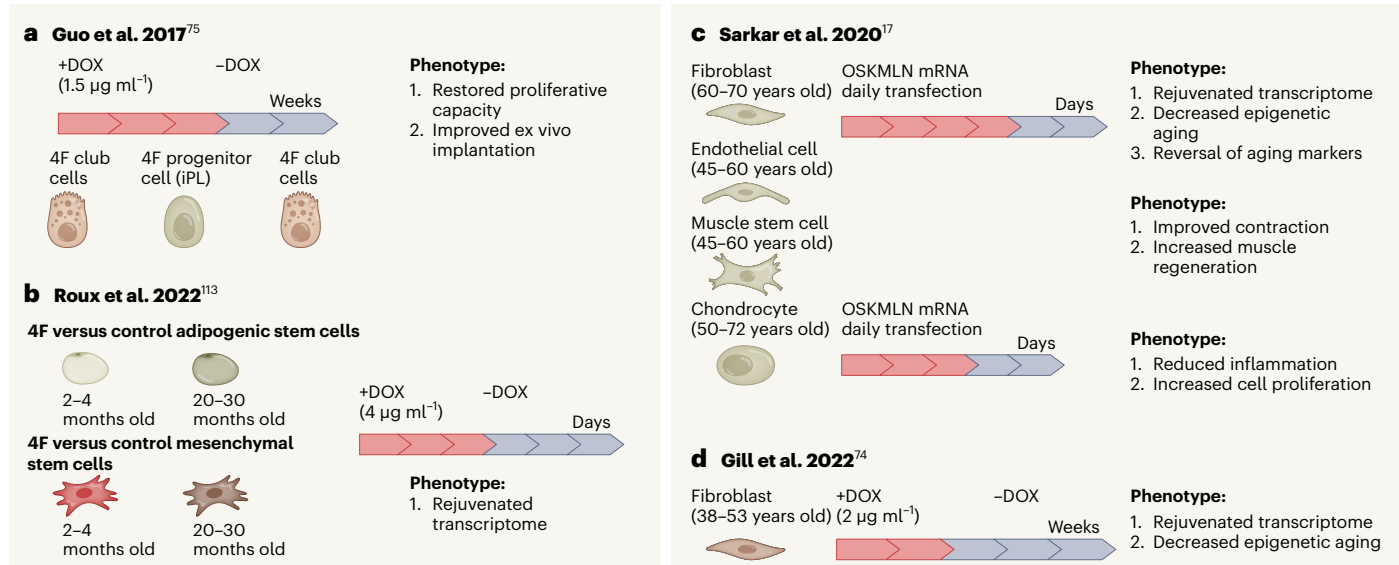 a Guo et al. 2017⁷⁵
+DOX
(1.5 µg ml⁻¹)
–DOX
Weeks
4F club
cells
4F progenitor
cell (iPL)
4F club
cells
Phenotype:
1. Restored proliferative
capacity
2. Improved ex vivo
implantation
b Roux et al. 2022¹¹³
4F versus control adipogenic stem cells
2–4
months old
20–30
months old
4F versus control mesenchymal
stem cells
2–4
months old
20–30
months old
+DOX
(4 µg ml⁻¹)
–DOX
Days
Phenotype:
1. Rejuvenated
transcriptome
c Sarkar et al. 2020¹⁷
Fibroblast
(60–70 years old)
Endothelial cell
(45–60 years old)
Muscle stem cell
(45–60 years old)
OSKMLN mRNA
daily transfection
Days
Phenotype:
1. Rejuvenated transcriptome
2. Decreased epigenetic
aging
3. Reversal of aging markers
Phenotype:
1. Improved contraction
2. Increased muscle
regeneration
Chondrocyte
(50–72 years old)
OSKMLN mRNA
daily transfection
Days
Phenotype:
1. Reduced inflammation
2. Increased cell proliferation
d Gill et al. 2022⁷⁴
Fibroblast
(38–53 years old)
+DOX
(2 µg ml⁻¹)
–DOX
Weeks
Phenotype:
1. Rejuvenated transcriptome
2. Decreased epigenetic aging